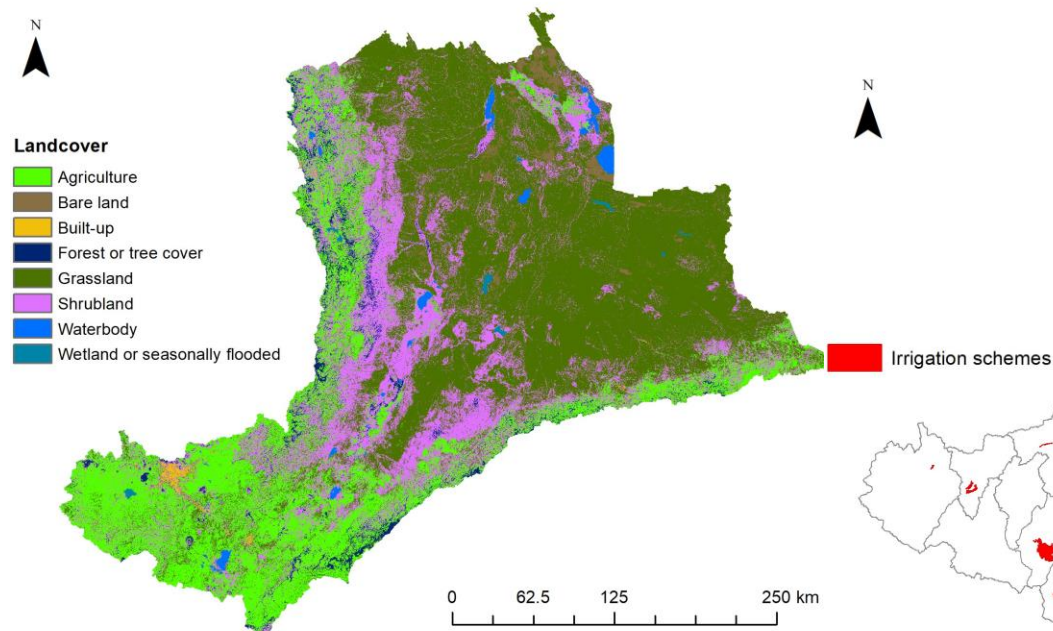 N
N
Landcover
Agriculture
Bare land
Built-up
Forest or tree cover
Grassland
Shrubland
Waterbody
Wetland or seasonally flooded
Irrigation schemes
0 62.5 125 250 km